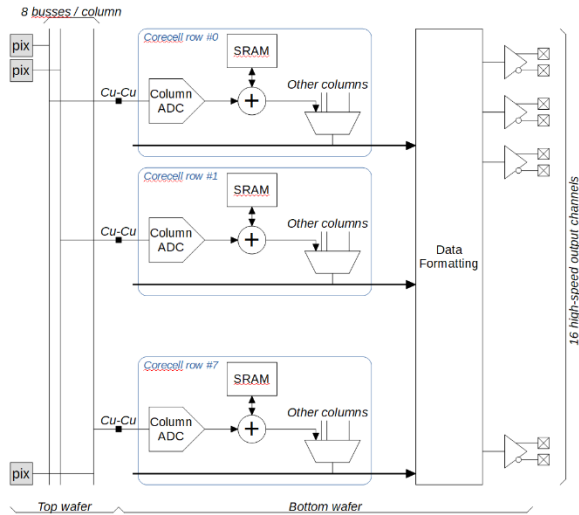 8 busses / column
pix
pix
Cu-Cu
Corecell row #0
Column
ADC
SRAM
+
Other columns
Cu-Cu
Corecell row #1
Column
ADC
SRAM
+
Other columns
Cu-Cu
Corecell row #7
Column
ADC
SRAM
+
Other columns
pix
Data
Formatting
16 high-speed output channels
Top wafer
Bottom wafer